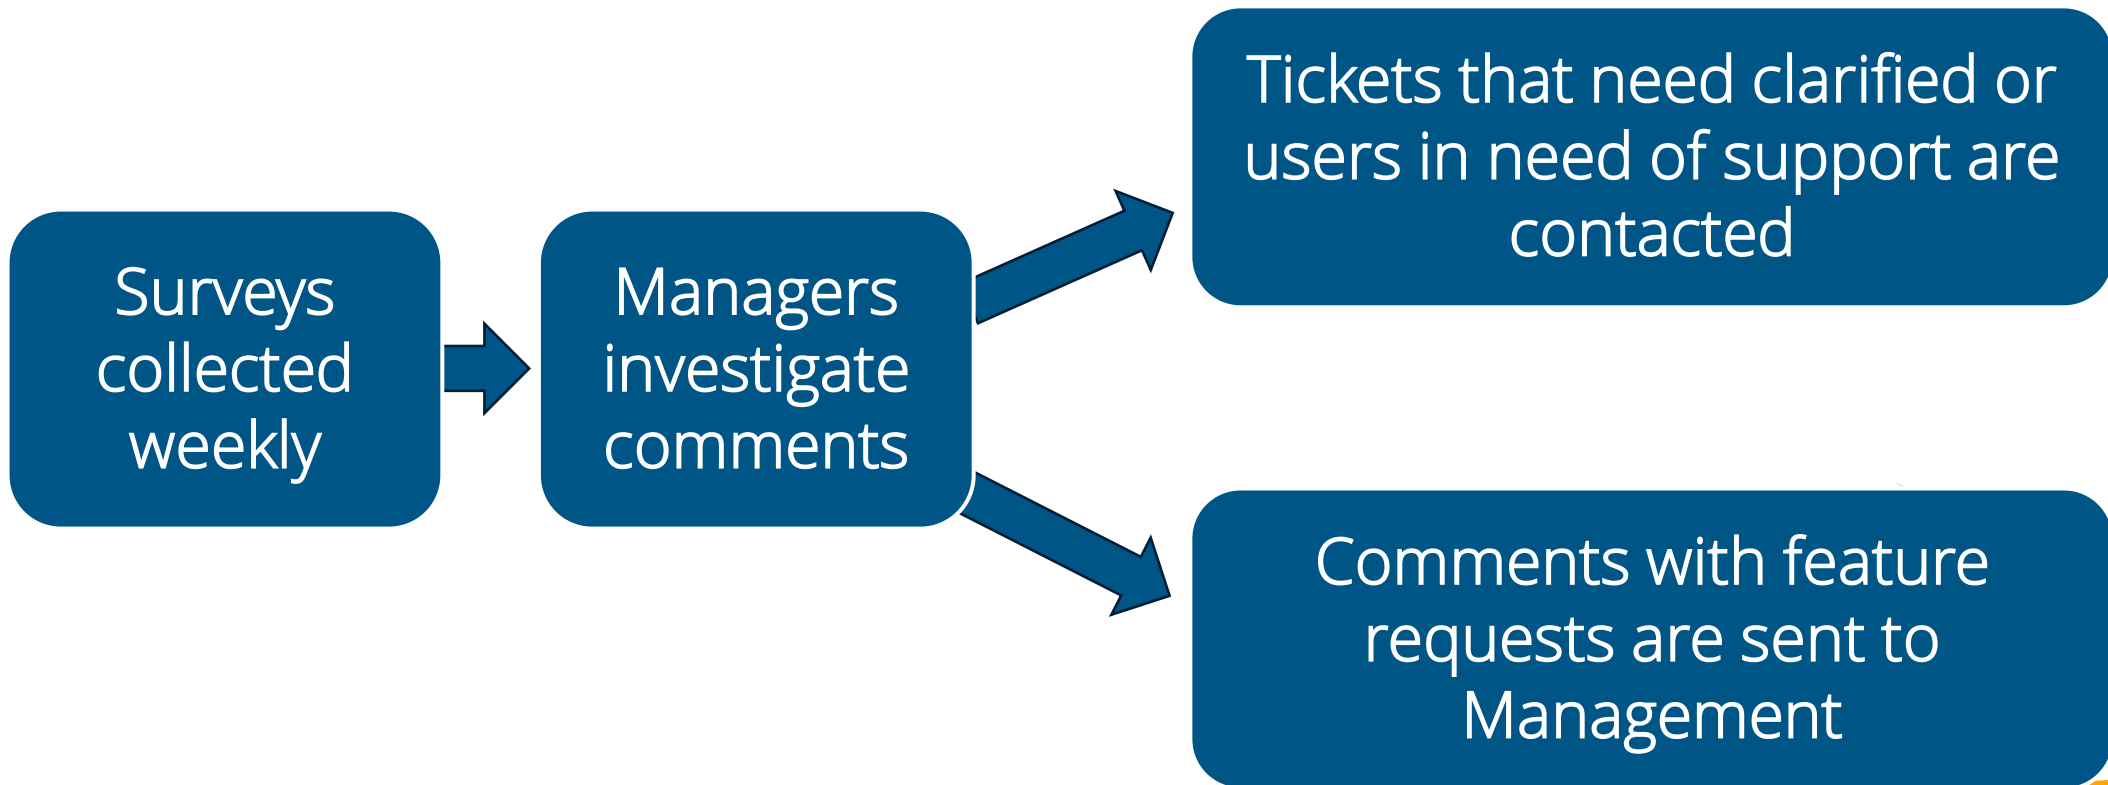 Surveys
collected
weekly
Managers
investigate
comments
Tickets that need clarified or
users in need of support are
contacted
Comments with feature
requests are sent to
Management